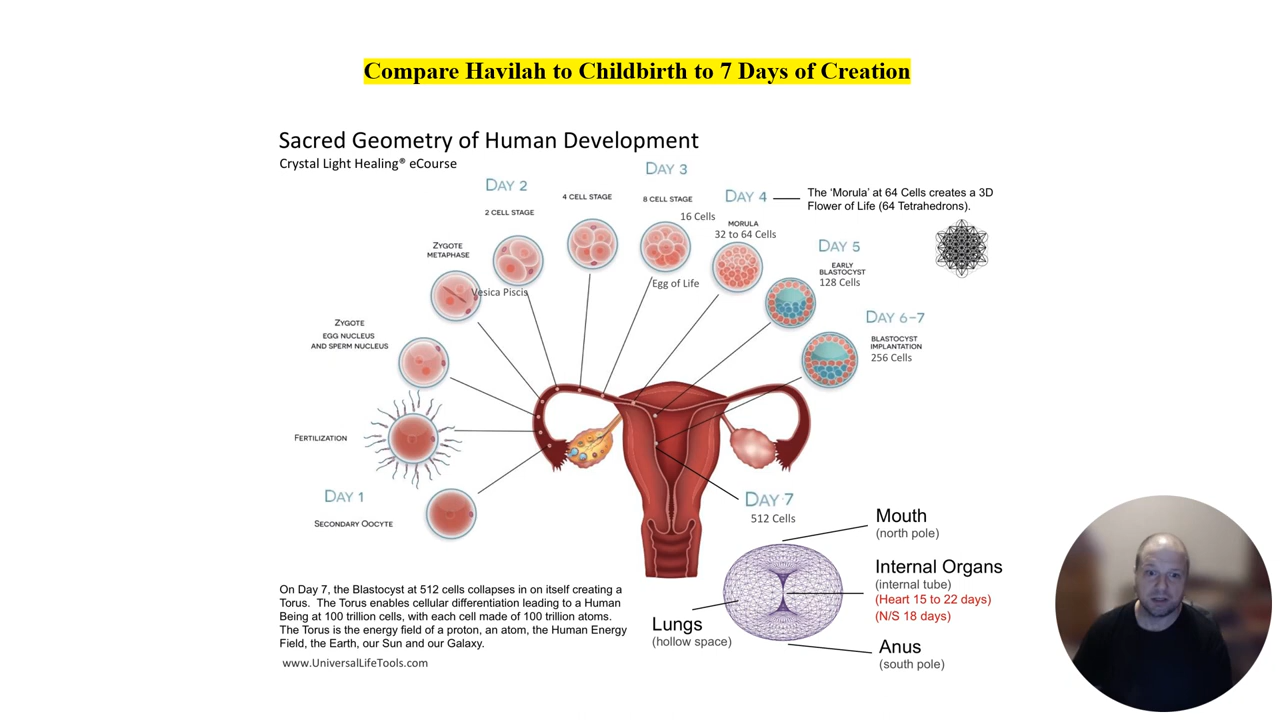 Compare Havilah to Childbirth to 7 Days of Creation
Sacred Geometry of Human Development
Crystal Light Healing® eCourse
DAY 1
SECONDARY OOCYTE
FERTILIZATION
ZYGOTE
EGG NUCLEUS
AND SPERM NUCLEUS
ZYGOTE
METAPHASE
Vesica Piscis
DAY 2
2 CELL STAGE
4 CELL STAGE
DAY 3
8 CELL STAGE
16 Cells
Egg of Life
DAY 4
MORULA
32 to 64 Cells
The ‘Morula’ at 64 Cells creates a 3D
Flower of Life (64 Tetrahedrons).
DAY 5
EARLY
BLASTOCYST
128 Cells
DAY 6-7
BLASTOCYST
IMPLANTATION
256 Cells
DAY 7
512 Cells
Mouth
(north pole)
Internal Organs
(internal tube)
(Heart 15 to 22 days)
(N/S 18 days)
Lungs
(hollow space)
Anus
(south pole)
On Day 7, the Blastocyst at 512 cells collapses in on itself creating a
Torus. The Torus enables cellular differentiation leading to a Human
Being at 100 trillion cells, with each cell made of 100 trillion atoms.
The Torus is the energy field of a proton, an atom, the Human Energy
Field, the Earth, our Sun and our Galaxy.
www.UniversalLifeTools.com